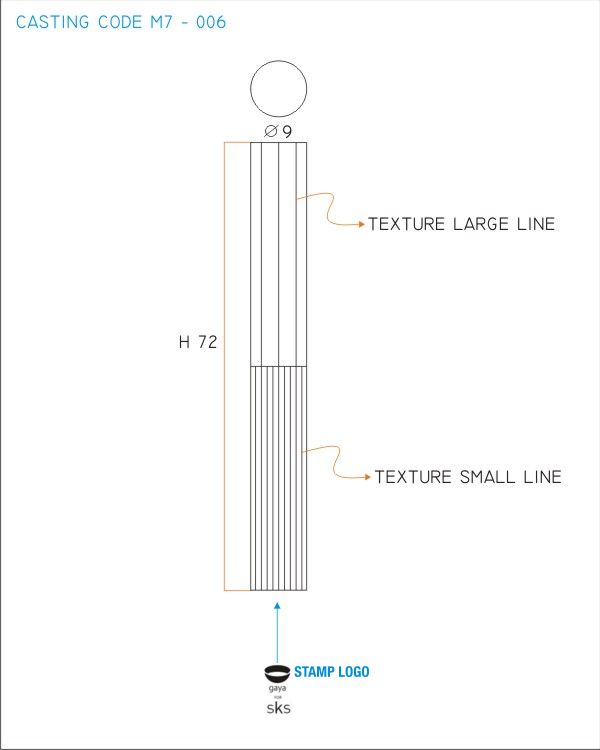 CASTING CODE M7 - 006
Ø 9
TEXTURE LARGE LINE
H 72
TEXTURE SMALL LINE
STAMP LOGO
gaya
FOR
sks